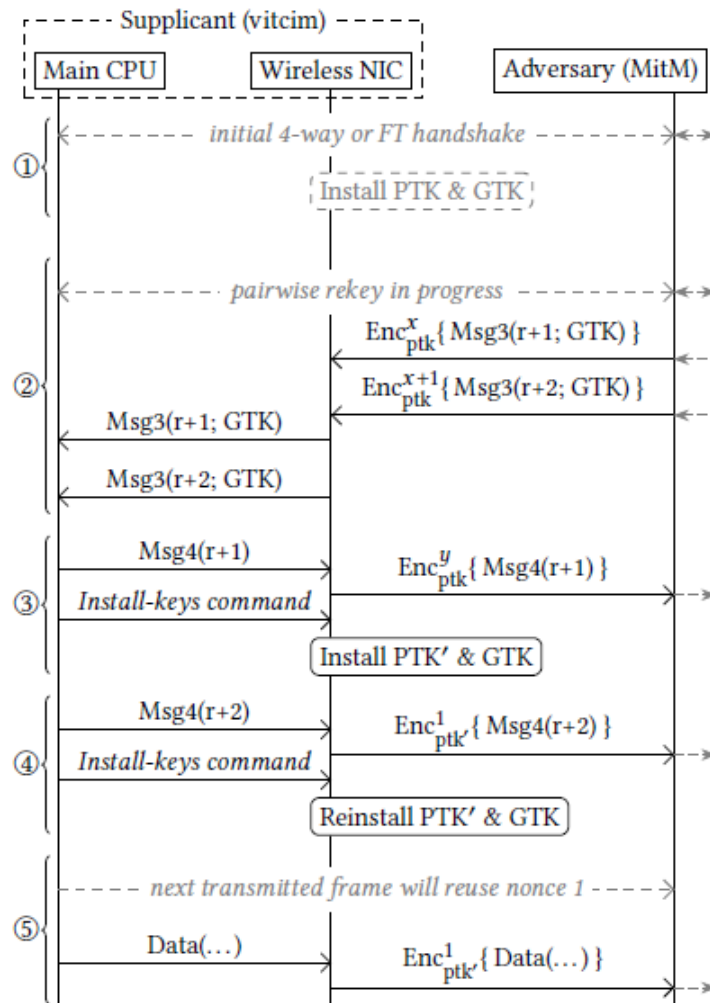 Supplicant (vitcim)
Main CPU
Wireless NIC
Adversary (MitM)
①
initial 4-way or FT handshake
Install PTK & GTK
②
pairwise rekey in progress
Enc^x_ptk{ Msg3(r+1; GTK) }
Enc^x+1_ptk{ Msg3(r+2; GTK) }
Msg3(r+1; GTK)
Msg3(r+2; GTK)
③
Msg4(r+1)
Enc^y_ptk{ Msg4(r+1) }
Install-keys command
Install PTK′ & GTK
④
Msg4(r+2)
Enc^1_ptk′{ Msg4(r+2) }
Install-keys command
Reinstall PTK′ & GTK
⑤
next transmitted frame will reuse nonce 1
Data(…)
Enc^1_ptk′{ Data(…) }